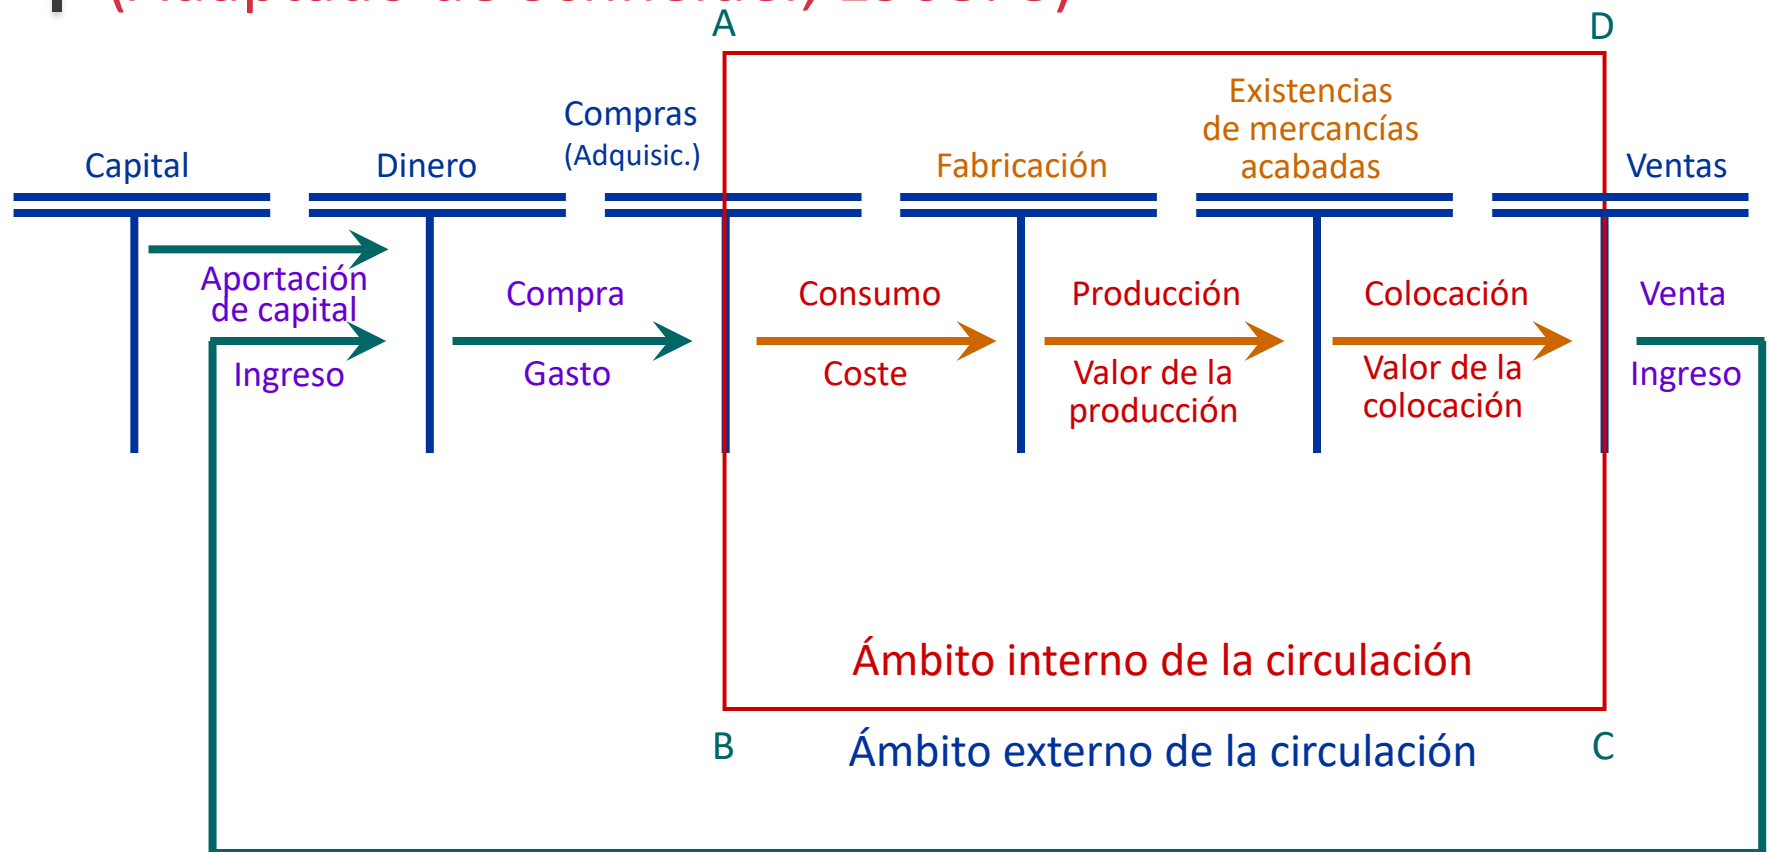 A
D
Capital
Dinero
Compras
(Adquisic.)
Fabricación
Existencias
de mercancías
acabadas
Ventas
Aportación
de capital
Ingreso
Compra
Gasto
Consumo
Coste
Producción
Valor de la
producción
Colocación
Valor de la
colocación
Venta
Ingreso
Ámbito interno de la circulación
B
Ámbito externo de la circulación
C